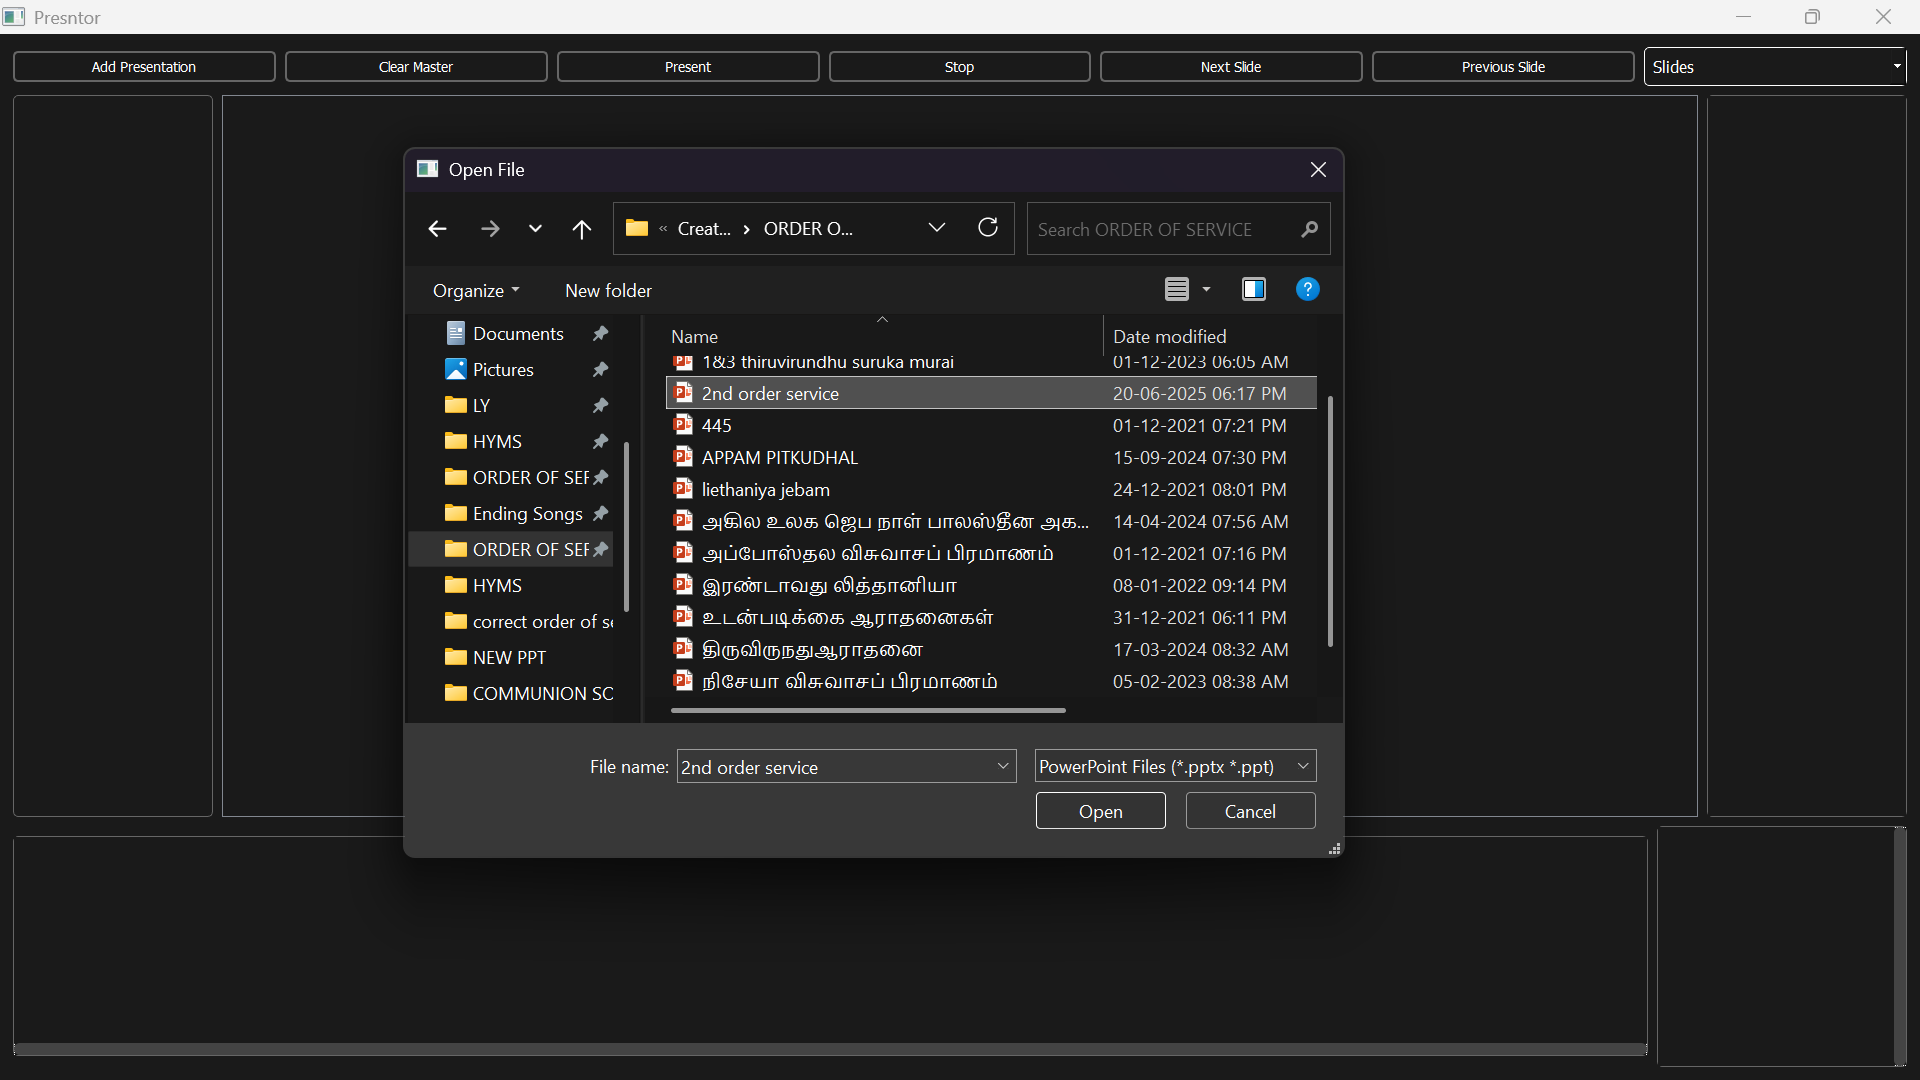 Presntor
Add Presentation Clear Master Present Stop Next Slide Previous Slide Slides
Open File
« Creat... › ORDER O... Search ORDER OF SERVICE
Organize New folder
Documents
Pictures
LY
HYMS
ORDER OF SEF
Ending Songs
ORDER OF SEF
HYMS
correct order of se
NEW PPT
COMMUNION SC
Name Date modified
1&3 thiruvirundhu suruka murai 01-12-2023 06:05 AM
2nd order service 20-06-2025 06:17 PM
445 01-12-2021 07:21 PM
APPAM PITKUDHAL 15-09-2024 07:30 PM
liethaniya jebam 24-12-2021 08:01 PM
அகில உலக ஜெப நாள் பாலஸ்தீன அக... 14-04-2024 07:56 AM
அப்போஸ்தல விசுவாசப் பிரமாணம் 01-12-2021 07:16 PM
இரண்டாவது லித்தானியா 08-01-2022 09:14 PM
உடன்படிக்கை ஆராதனைகள் 31-12-2021 06:11 PM
திருவிருநதுஆராதனை 17-03-2024 08:32 AM
நிசேயா விசுவாசப் பிரமாணம் 05-02-2023 08:38 AM
File name: 2nd order service PowerPoint Files (*.pptx *.ppt)
Open Cancel